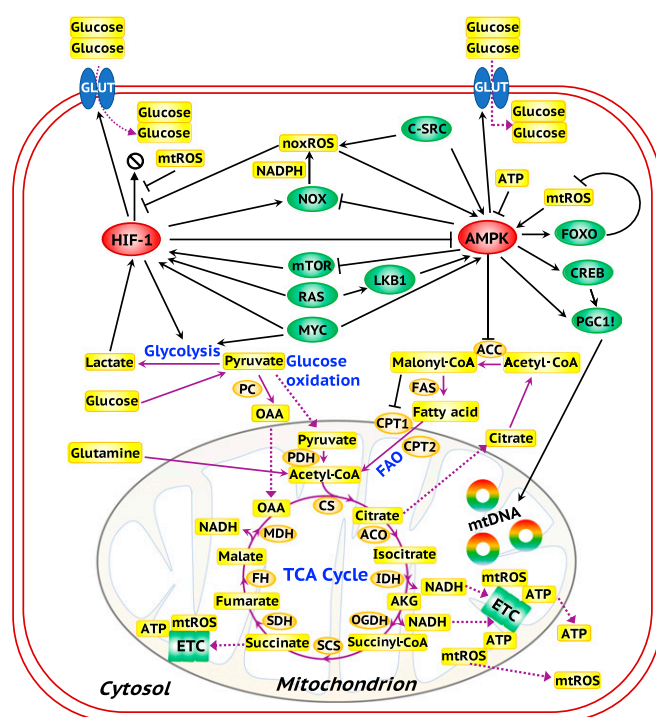 Glucose
Glucose
GLUT
Glucose
Glucose
Glucose
Glucose
GLUT
Glucose
Glucose
mtROS
noxROS
NADPH
NOX
C-SRC
ATP
mtROS
HIF-1
AMPK
FOXO
mTOR
RAS
LKB1
MYC
CREB
PGC1!
Glycolysis
Lactate
Pyruvate
Glucose
oxidation
Glucose
PC
OAA
ACC
Malonyl-CoA
Acetyl-CoA
FAS
Fatty acid
CPT1
CPT2
FAO
Citrate
Glutamine
Pyruvate
PDH
Acetyl-CoA
OAA
CS
Citrate
NADH
MDH
ACO
Malate
Isocitrate
FH
TCA Cycle
IDH
NADH
Fumarate
AKG
SDH
OGDH
NADH
Succinate
SCS
Succinyl-CoA
mtDNA
mtROS
ATP
ETC
ATP
mtROS
ATP
mtROS
ATP
mtROS
ETC
Cytosol
Mitochondrion